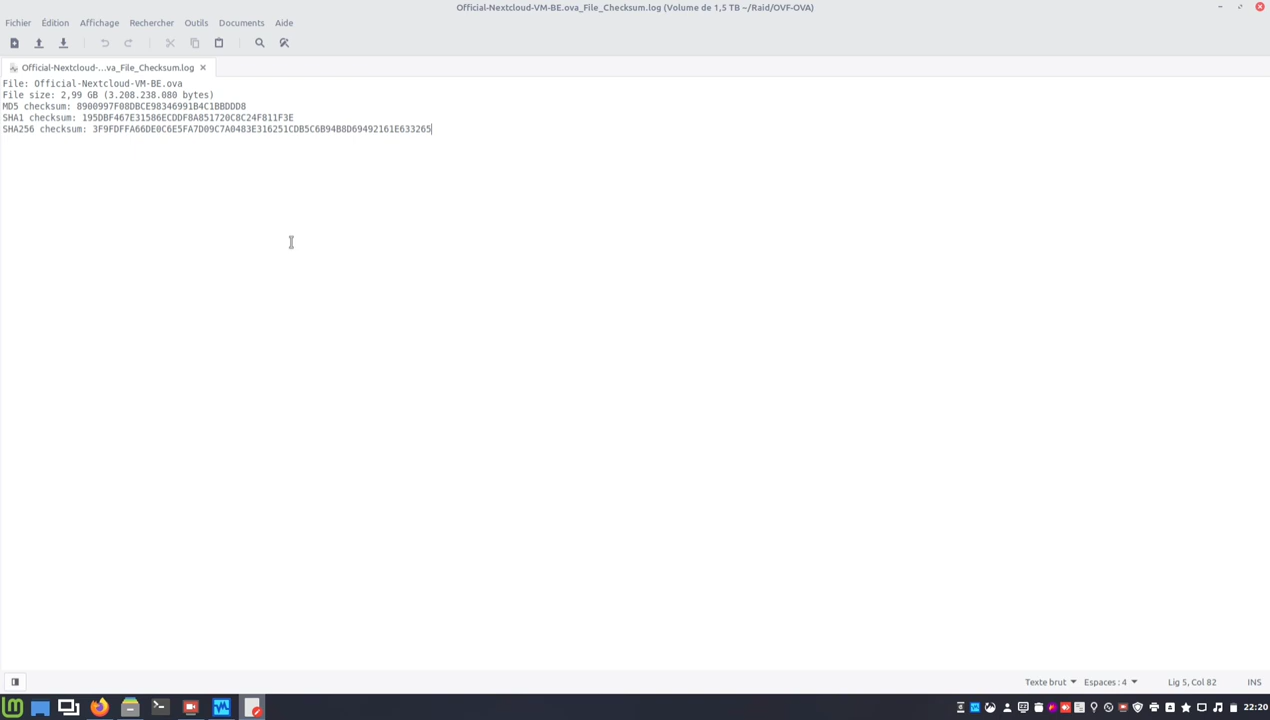 Official-Nextcloud-VM-BE.ova_File_Checksum.log (Volume de 1,5 TB ~/Raid/OVF-OVA)
Fichier Édition Affichage Rechercher Outils Documents Aide
Official-Nextcloud-...va_File_Checksum.log
File: Official-Nextcloud-VM-BE.ova
File size: 2,99 GB (3.208.238.080 bytes)
MD5 checksum: 8900997F08DBCE98346991B4C1BBDDD8
SHA1 checksum: 195DBF467E31586ECDDF8A851720C8C24F811F3E
SHA256 checksum: 3F9FDFFA66DE0C6E5FA7D09C7A0483E316251CDB5C6B94B8D69492161E633265
Texte brut Espaces : 4 Lig 5, Col 82 INS
22:20